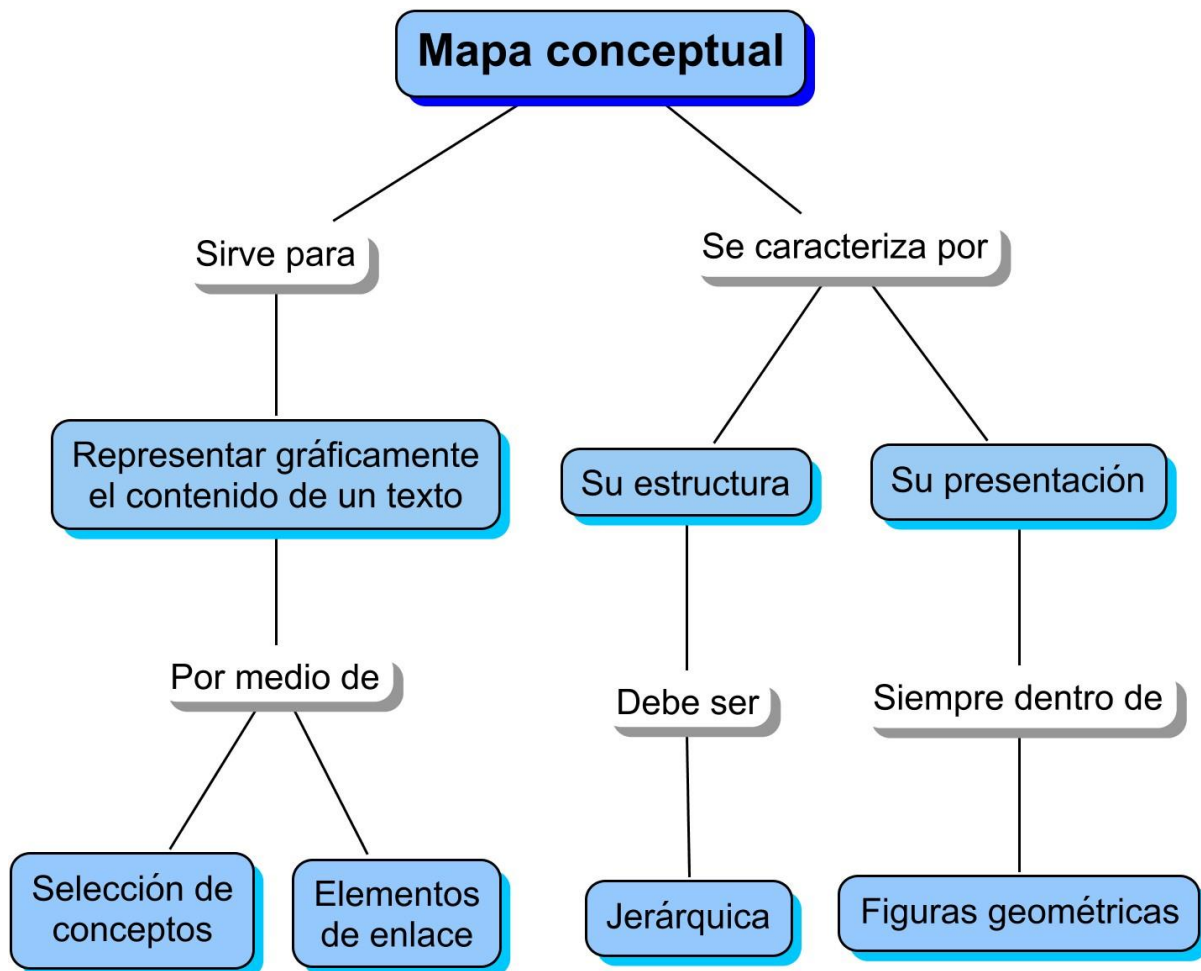 Mapa conceptual
Sirve para
Se caracteriza por
Representar gráficamente
el contenido de un texto
Su estructura
Su presentación
Por medio de
Debe ser
Siempre dentro de
Selección de
conceptos
Elementos
de enlace
Jerárquica
Figuras geométricas